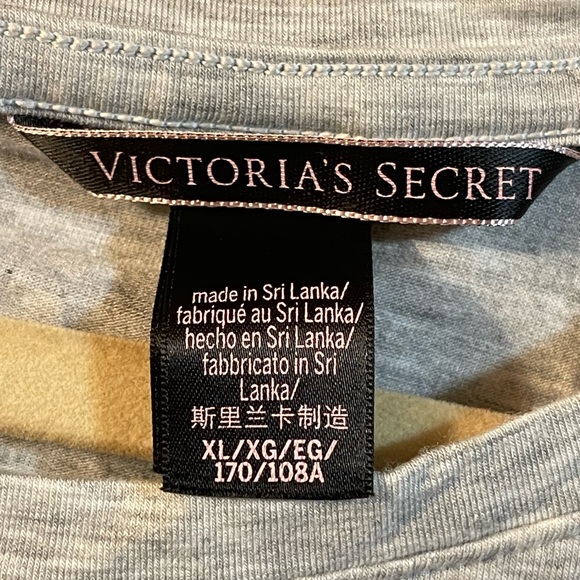 VICTORIA'S SECRET
made in Sri Lanka/
fabriqué au Sri Lanka/
hecho en Sri Lanka/
fabbricato in Sri
Lanka/
斯里兰卡制造
XL/XG/EG/
170/108A